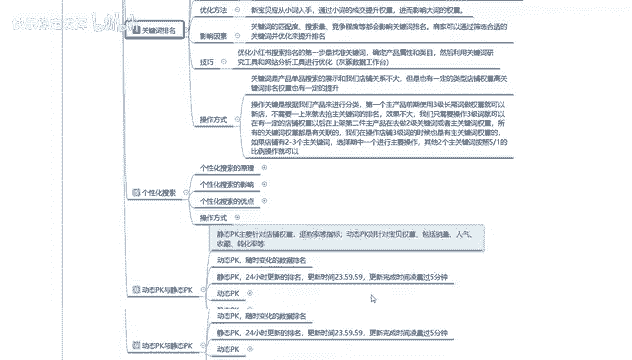 优化方法
新宝贝应从小词入手，通过小词的成交提升权重，进而影响大词的权重。
关键词排名
影响因素
关键词的匹配度、搜索量、竞争程度等都会影响关键词排名。商家可以通过筛选合适的
关键词并优化来提升排名
技巧
优化小红书搜索排名的第一步是找准关键词，确定产品属性和类目，然后利用关键词研
究工具和网站分析工具进行优化（灰豚数据工作台）
关键词是产品单品搜索的展示和我们店铺关系不大，但是也有一定的类型店铺权重高关
键词排名权重也有一定的提升
操作方式
操作关键是根据我们产品来进行分类，第一个主产品前期使用3级长尾词做权重就可以
新店，不需要一上来就去抢主关键词的排名，效果不大，我们只需要操作3级词就可以
在有一定的店铺权重以后在上架第二件主产品在去做2级关键词或者主关键词权重，所
有的关键词权重都是有关联的，我们在操作店铺3级词的时候也是有主关键词权重的，
如果店铺有2-3个主关键词，选择期中一个进行主要操作，其他2个主关键词按照5/1的
比例操作就可以
个性化搜索
个性化搜索的原理
个性化搜索的影响
个性化搜索的优点
操作方式
静态PK主要针对店铺权重，
动态PK则针对宝贝权重，包括销量、人气、
收藏、转化率等
动态PK，随时变化的数据排名
静态PK，24小时更新的排名，更新时间23.59.59，更新完成时间凌晨过5分钟
动态PK与静态PK
动态PK
动态PK，随时变化的数据排名
静态PK，24小时更新的排名，更新时间23.59.59，更新完成时间凌晨过5分钟
动态PK与静态PK
动态PK